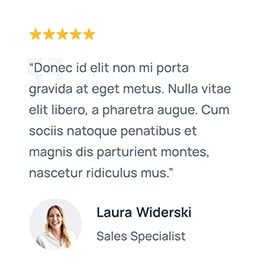 “Donec id elit non mi porta
gravida at eget metus. Nulla vitae
elit libero, a pharetra augue. Cum
sociis natoque penatibus et
magnis dis parturient montes,
nascetur ridiculus mus.”
Laura Widerski
Sales Specialist